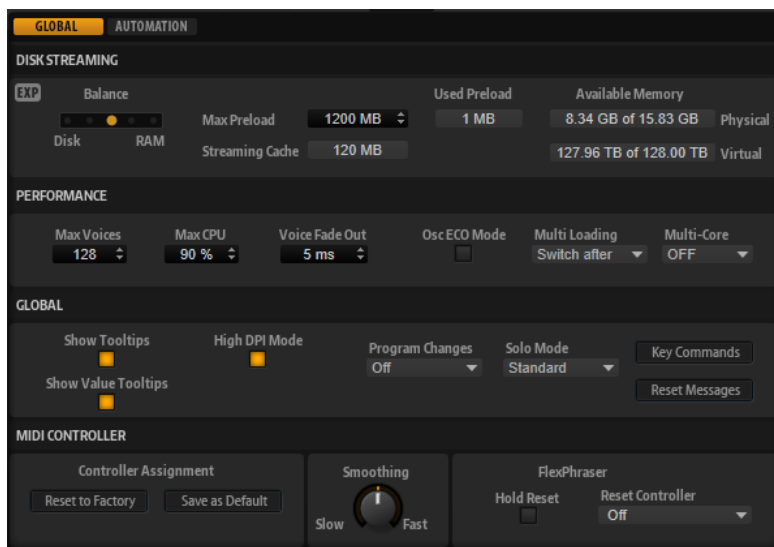 GLOBAL AUTOMATION
DISK STREAMING
EXP Balance Used Preload Available Memory
Max Preload 1200 MB 1 MB 8.34 GB of 15.83 GB Physical
Disk RAM
Streaming Cache 120 MB 127.96 TB of 128.00 TB Virtual
PERFORMANCE
Max Voices Max CPU Voice Fade Out Osc ECO Mode Multi Loading Multi-Core
128 90 % 5 ms Switch after OFF
GLOBAL
Show Tooltips High DPI Mode
Program Changes Solo Mode Key Commands
Off Standard
Show Value Tooltips Reset Messages
MIDI CONTROLLER
Controller Assignment Smoothing FlexPhraser
Reset to Factory Save as Default Hold Reset Reset Controller
Slow Fast Off